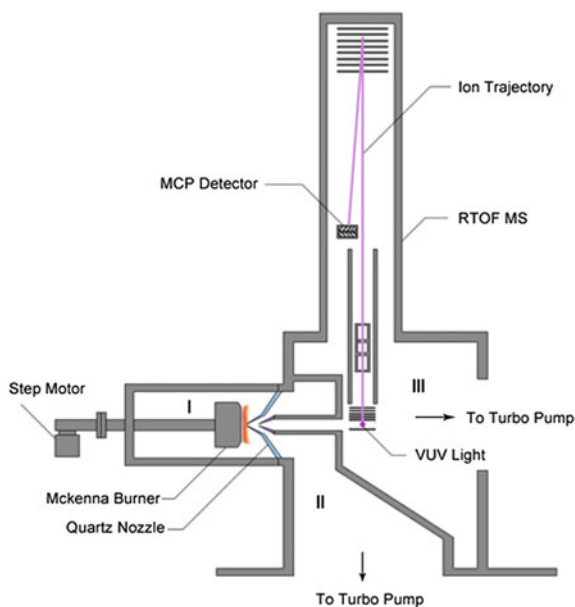 Ion Trajectory
MCP Detector
RTOF MS
III
Step Motor
I
To Turbo Pump
VUV Light
Mckenna Burner
II
Quartz Nozzle
To Turbo Pump